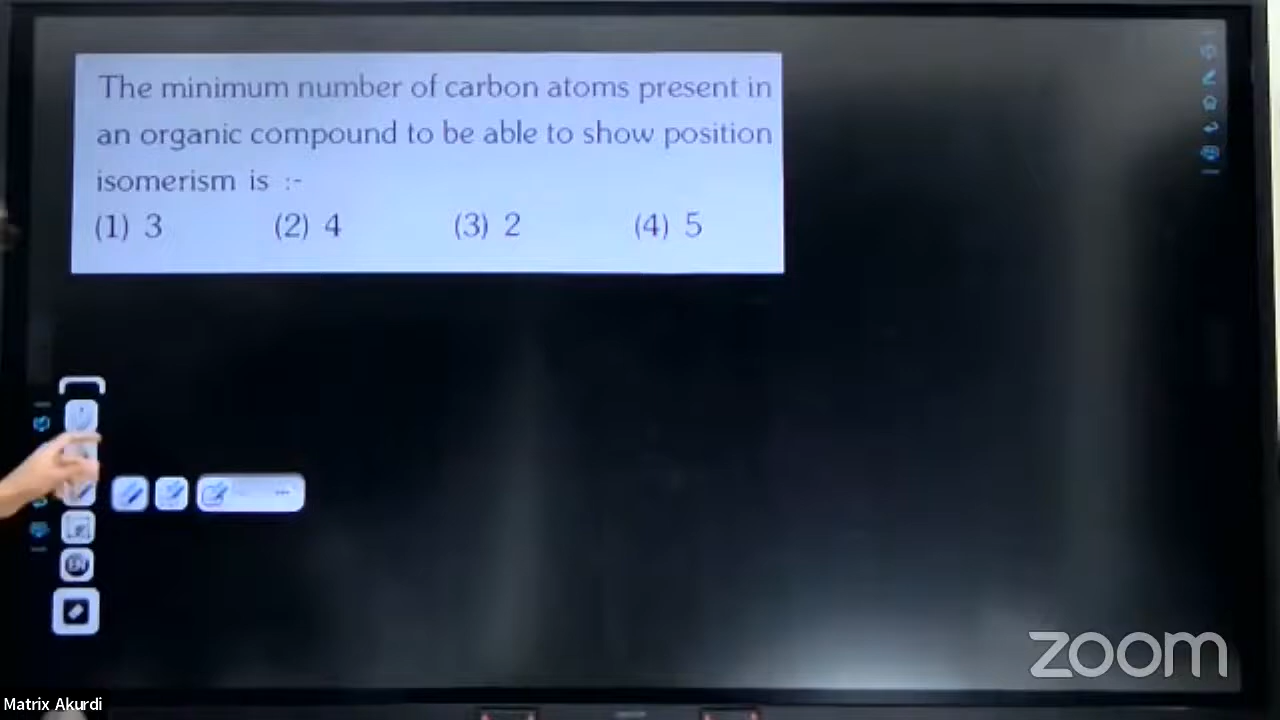 The minimum number of carbon atoms present in
an organic compound to be able to show position
isomerism is :-
(1) 3 (2) 4 (3) 2 (4) 5
EN
zoom
Matrix Akurdi